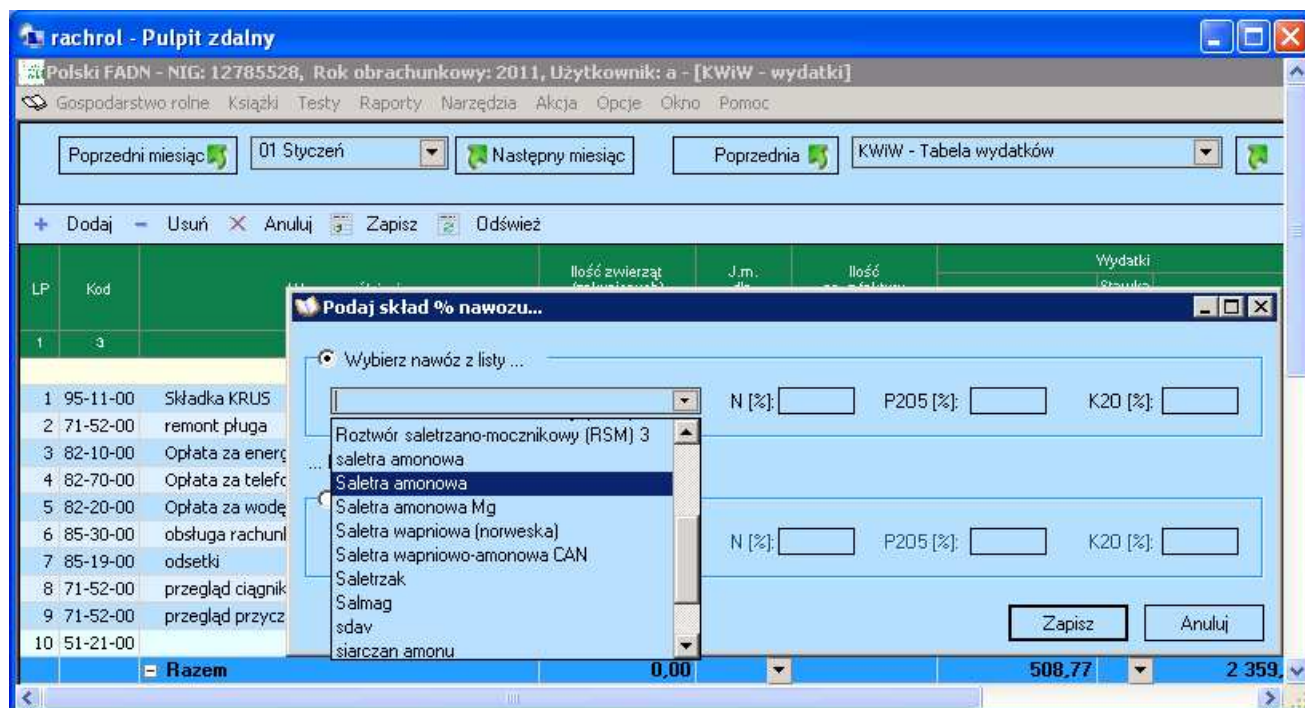 rachrol - Pulpit zdalny
Polski FADN - NIG: 12785528, Rok obrachunkowy: 2011, Użytkownik: a - [KWiW - wydatki]
Gospodarstwo rolne Książki Testy Raporty Narzędzia Akcja Opcje Okno Pomoc
Poprzedni miesiąc 01 Styczeń Następny miesiąc Poprzednia KWiW - Tabela wydatków
Dodaj Usuń Anuluj Zapisz Odśwież
Wydatki
Ilość zwierząt J.m. Ilość
LP Kod
Podaj skład % nawozu...
1 3
Wybierz nawóz z listy ...
N [%]: P2O5 [%]: K2O [%]:
1 95-11-00 Składka KRUS
2 71-52-00 remont pługa
3 82-10-00 Opłata za energ
4 82-70-00 Opłata za telefo
5 82-20-00 Opłata za wodę
6 85-30-00 obsługa rachunk
7 85-19-00 odsetki
8 71-52-00 przegląd ciągnik
9 71-52-00 przegląd przycz
10 51-21-00
Roztwór saletrzano-mocznikowy (RSM) 3
saletra amonowa
Saletra amonowa
Saletra amonowa Mg
Saletra wapniowa (norweska)
Saletra wapniowo-amonowa CAN
Saletrzak
Salmag
sdav
siarczan amonu
N [%]: P2O5 [%]: K2O [%]:
Zapisz Anuluj
Razem 0,00 508,77 2 359,